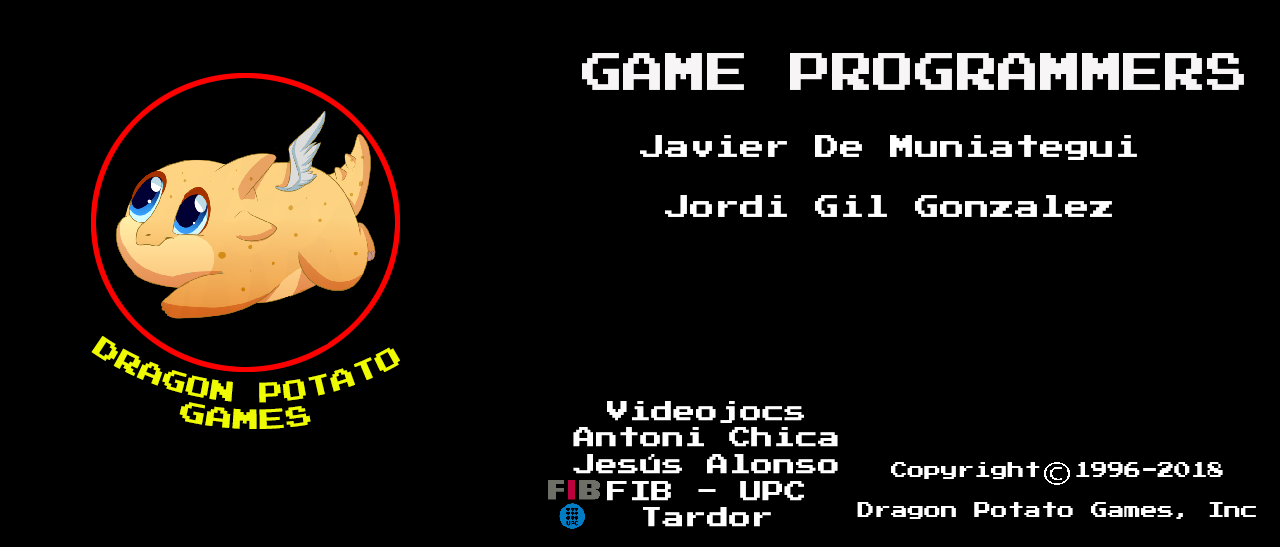 DRAGON POTATO
GAMES
GAME PROGRAMMERS
Javier De Muniategui
Jordi Gil Gonzalez
Videojocs
Antoni Chica
Jesús Alonso
FIB FIB - UPC
UPC
Tardor
Copyright©1996-2018
Dragon Potato Games, Inc